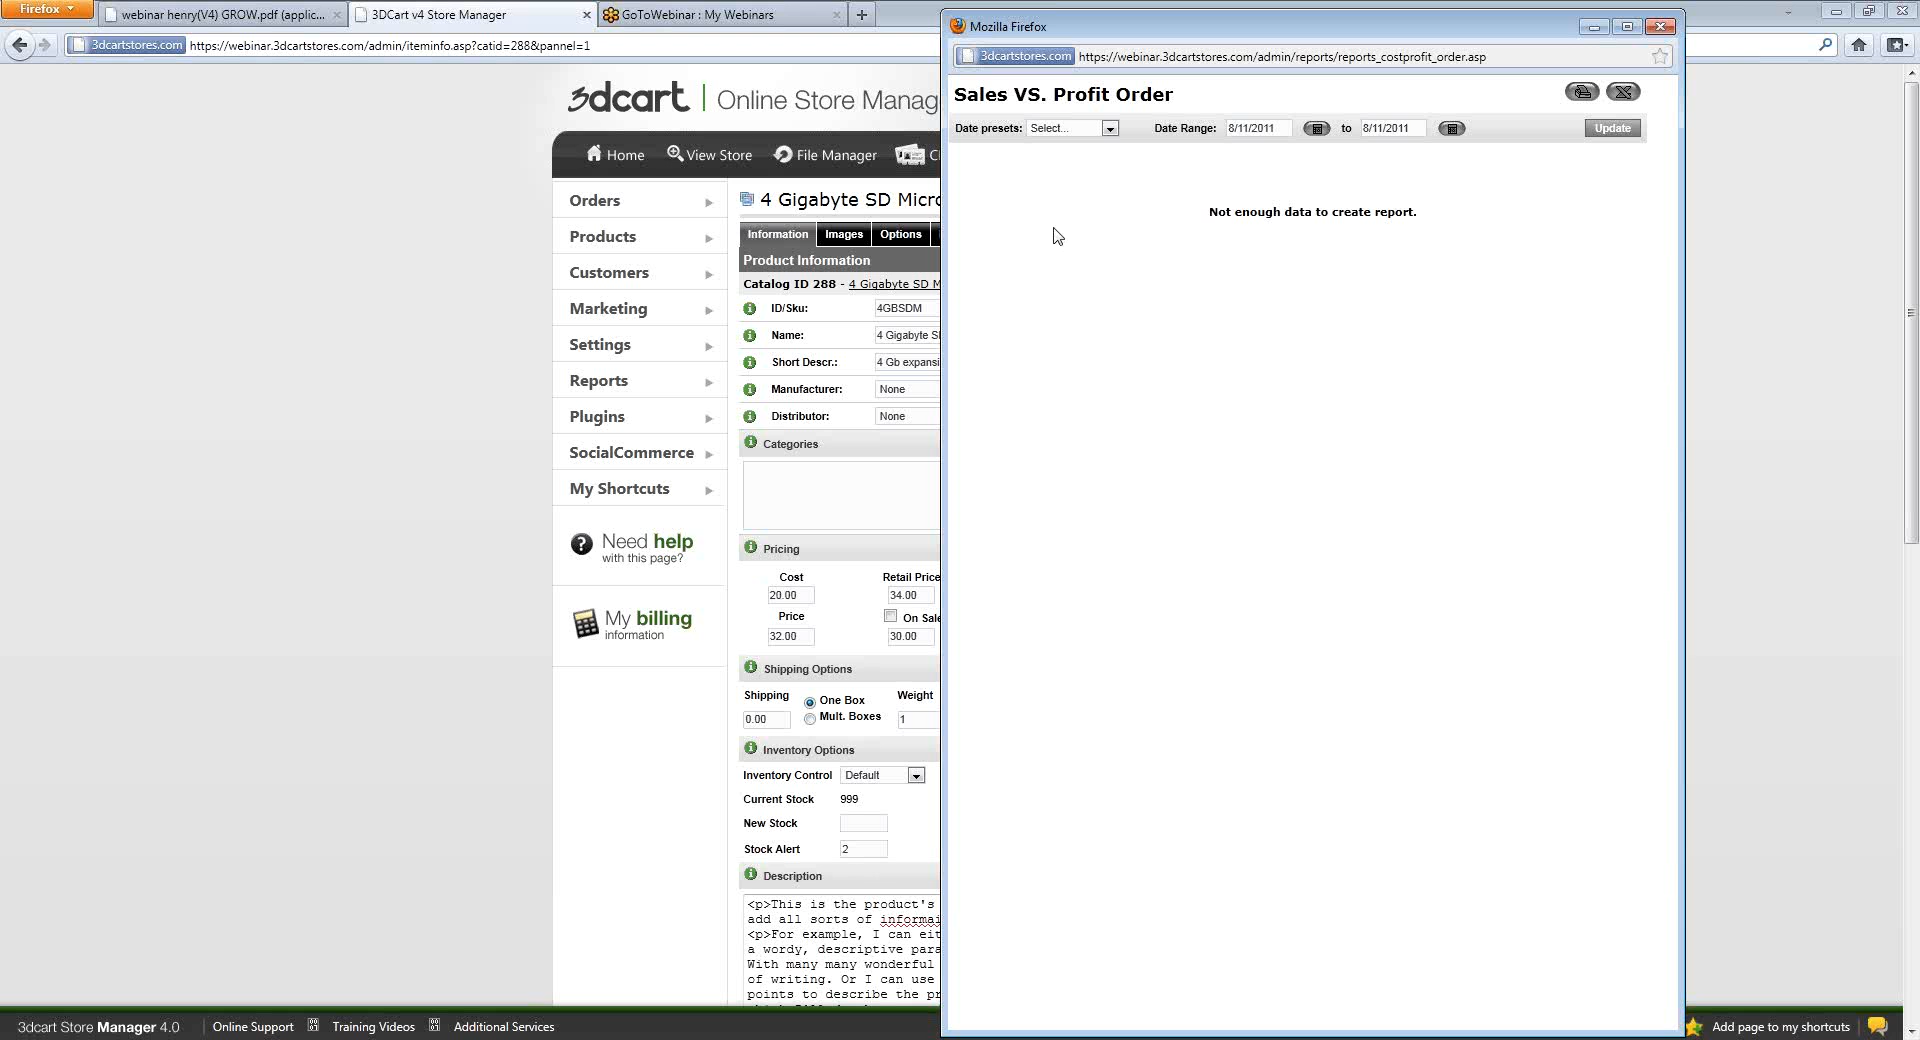 Firefox
webinar henry(V4) GROW.pdf (applic...
3DCart v4 Store Manager
GoToWebinar : My Webinars
3dcartstores.com
https://webinar.3dcartstores.com/admin/iteminfo.asp?catid=288&pannel=1
3dcart | Online Store Manag
Home
View Store
File Manager
Orders
Products
Customers
Marketing
Settings
Reports
Plugins
SocialCommerce
My Shortcuts
Need help
with this page?
My billing
information
4 Gigabyte SD Micro
Information
Images
Options
Product Information
Catalog ID 288 - 4 Gigabyte SD M
ID/Sku:
4GBSDM
Name:
4 Gigabyte S
Short Descr.:
4 Gb expansi
Manufacturer:
None
Distributor:
None
Categories
Pricing
Cost
Retail Price
20.00
34.00
Price
On Sale
32.00
30.00
Shipping Options
Shipping
One Box
Weight
0.00
Mult. Boxes
1
Inventory Options
Inventory Control
Default
Current Stock
999
New Stock
Stock Alert
2
Description
<p>This is the product's
add all sorts of informai
<p>For example, I can eit
a wordy, descriptive para
With many many wonderful
of writing. Or I can use
points to describe the pr
Mozilla Firefox
3dcartstores.com
https://webinar.3dcartstores.com/admin/reports/reports_costprofit_order.asp
Sales VS. Profit Order
Date presets:
Select...
Date Range:
8/11/2011
to
8/11/2011
Update
Not enough data to create report.
3dcart Store Manager 4.0
Online Support
Training Videos
Additional Services
Add page to my shortcuts